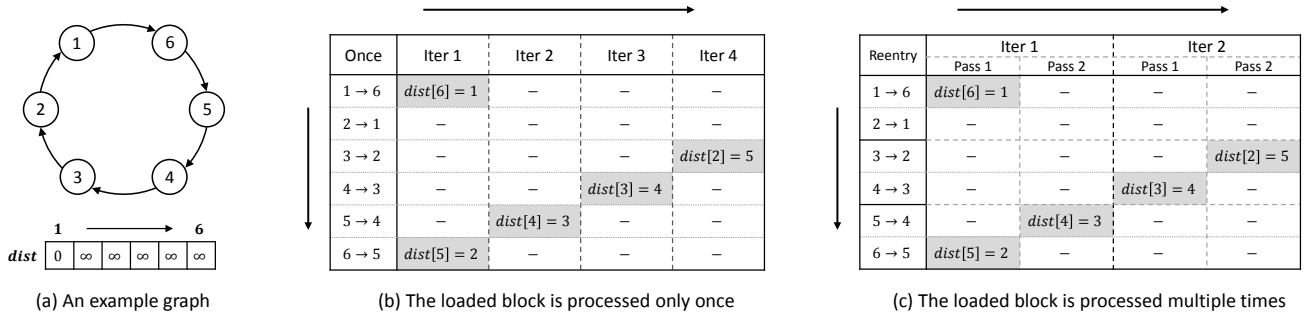 1
6
2
5
3
4
1 6
dist 0 ∞ ∞ ∞ ∞ ∞
(a) An example graph
Once Iter 1 Iter 2 Iter 3 Iter 4
1 → 6 dist[6] = 1 – – –
2 → 1 – – – –
3 → 2 – – – dist[2] = 5
4 → 3 – – dist[3] = 4 –
5 → 4 – dist[4] = 3 – –
6 → 5 dist[5] = 2 – – –
(b) The loaded block is processed only once
Reentry Iter 1 Iter 2
Pass 1 Pass 2 Pass 1 Pass 2
1 → 6 dist[6] = 1 – – –
2 → 1 – – – –
3 → 2 – – – dist[2] = 5
4 → 3 – – dist[3] = 4 –
5 → 4 – dist[4] = 3 – –
6 → 5 dist[5] = 2 – – –
(c) The loaded block is processed multiple times